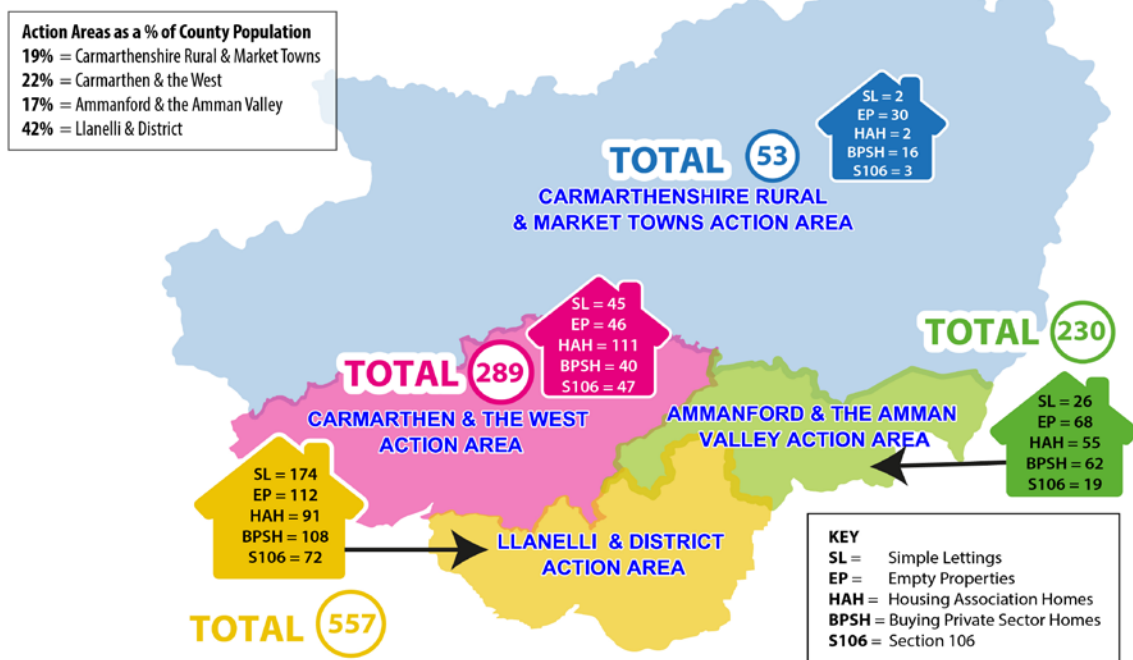 Action Areas as a % of County Population
19% = Carmarthenshire Rural & Market Towns
22% = Carmarthen & the West
17% = Ammanford & the Amman Valley
42% = Llanelli & District
SL = 2
EP = 30
HAH = 2
BPSH = 16
S106 = 3
TOTAL 53
CARMARTHENSHIRE RURAL
& MARKET TOWNS ACTION AREA
SL = 45
EP = 46
HAH = 111
BPSH = 40
S106 = 47
TOTAL 289
CARMARTHEN & THE WEST
ACTION AREA
TOTAL 230
SL = 26
EP = 68
HAH = 55
BPSH = 62
S106 = 19
AMMANFORD & THE AMMAN
VALLEY ACTION AREA
SL = 174
EP = 112
HAH = 91
BPSH = 108
S106 = 72
LLANELLI & DISTRICT
ACTION AREA
TOTAL 557
KEY
SL = Simple Lettings
EP = Empty Properties
HAH = Housing Association Homes
BPSH = Buying Private Sector Homes
S106 = Section 106